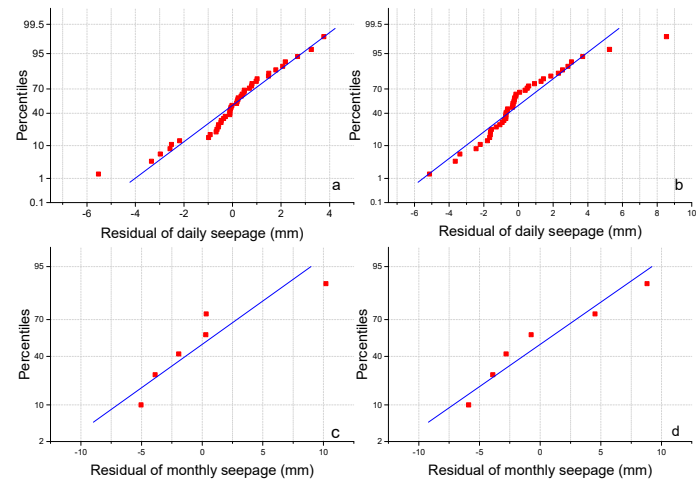 99.5
95
70
40
10
1
0.1
Percentiles
-6 -4 -2 0 2 4
Residual of daily seepage (mm)
a
99.5
95
70
40
10
1
0.1
Percentiles
-6 -4 -2 0 2 4 6 8 10
Residual of daily seepage (mm)
b
95
70
40
10
2
Percentiles
-10 -5 0 5 10
Residual of monthly seepage (mm)
c
95
70
40
10
2
Percentiles
-10 -5 0 5 10
Residual of monthly seepage (mm)
d